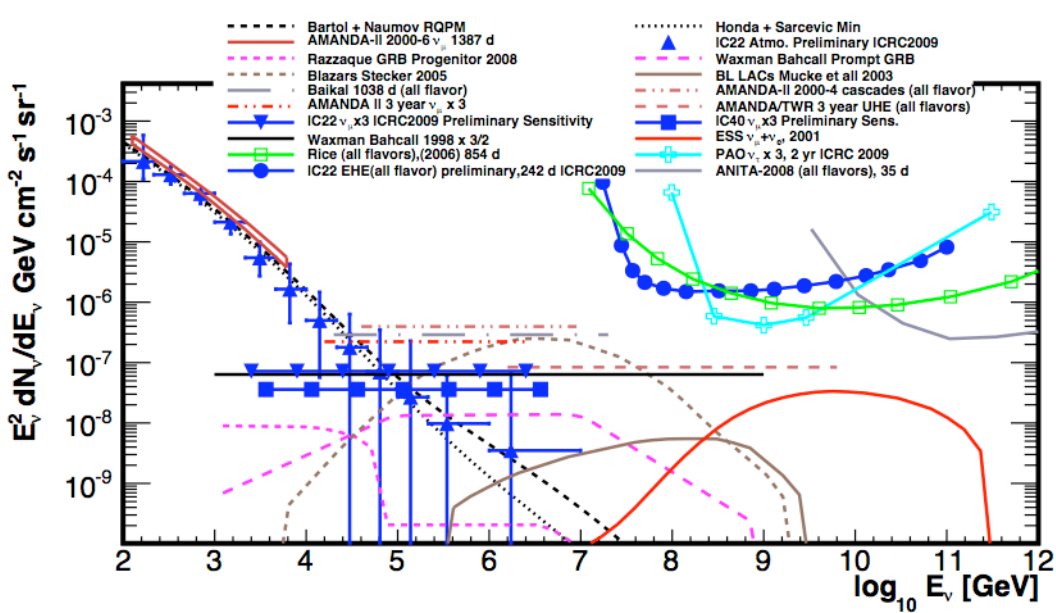 Bartol + Naumov RQPM
AMANDA-II 2000-6 ν_μ 1387 d
Razzaque GRB Progenitor 2008
Blazars Stecker 2005
Baikal 1038 d (all flavor)
AMANDA II 3 year ν_μ x 3
IC22 ν_μx3 ICRC2009 Preliminary Sensitivity
Waxman Bahcall 1998 x 3/2
Rice (all flavors),(2006) 854 d
IC22 EHE(all flavor) preliminary,242 d ICRC2009
Honda + Sarcevic Min
IC22 Atmo. Preliminary ICRC2009
Waxman Bahcall Prompt GRB
BL LACs Mucke et all 2003
AMANDA-II 2000-4 cascades (all flavor)
AMANDA/TWR 3 year UHE (all flavors)
IC40 ν_μx3 Preliminary Sens.
ESS ν_μ+ν_e, 2001
PAO ν_τ x 3, 2 yr ICRC 2009
ANITA-2008 (all flavors), 35 d
E_ν^2 dN_ν/dE_ν GeV cm^-2 s^-1 sr^-1
10^-3
10^-4
10^-5
10^-6
10^-7
10^-8
10^-9
2 3 4 5 6 7 8 9 10 11 12
log_10 E_ν [GeV]